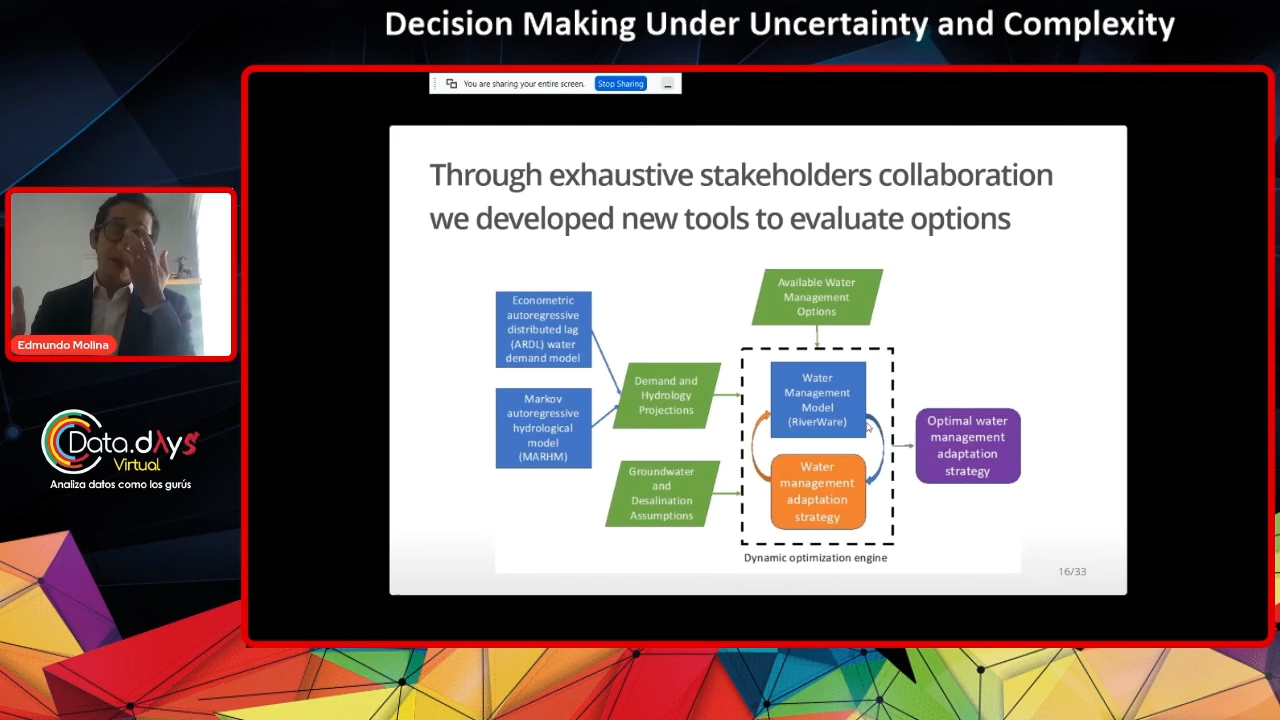 Decision Making Under Uncertainty and Complexity
You are sharing your entire screen.
Stop Sharing
Through exhaustive stakeholders collaboration
we developed new tools to evaluate options
Econometric
autoregressive
distributed lag
(ARDL) water
demand model
Markov
autoregressive
hydrological
model
(MARHM)
Demand and
Hydrology
Projections
Groundwater
and
Desalination
Assumptions
Available Water
Management
Options
Water
Management
Model
(RiverWare)
Water
management
adaptation
strategy
Dynamic optimization engine
Optimal water
management
adaptation
strategy
16/33
Edmundo Molina
Data.dAys
Virtual
Analiza datos como los gurús